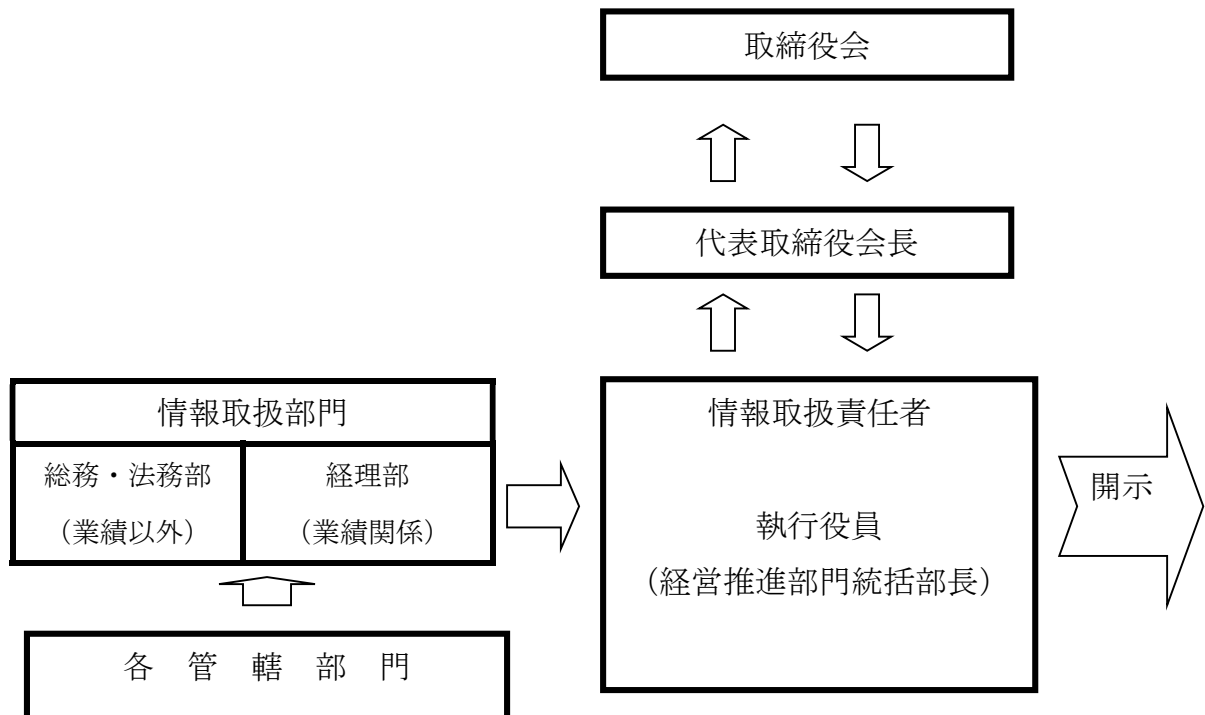 取締役会
代表取締役会長
情報取扱部門
総務・法務部
(業績以外)
経理部
(業績関係)
各管轄部門
情報取扱責任者
執行役員
(経営推進部門統括部長)
開示